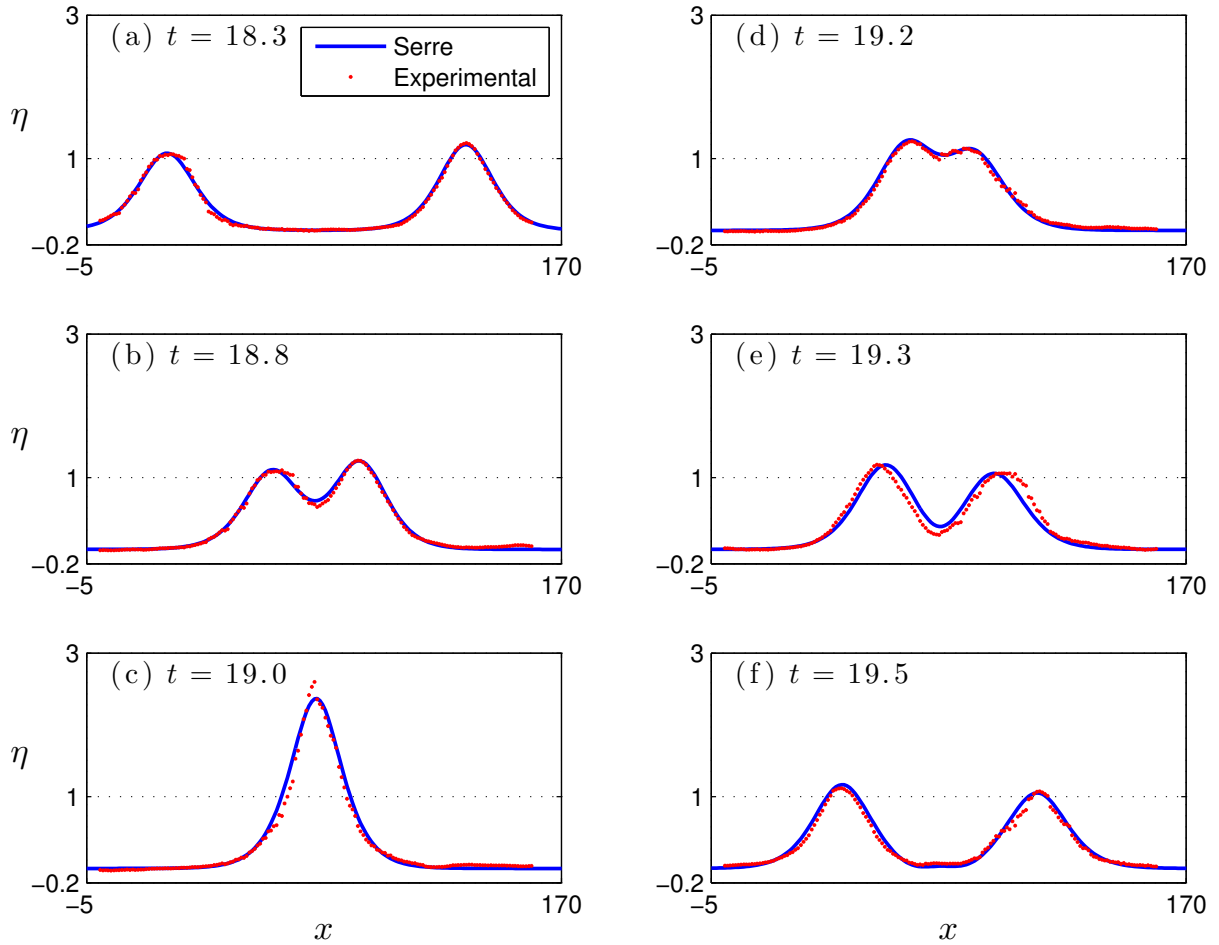 3
(a) t = 18.3
Serre
Experimental
η
1
−0.2
−5
170
3
(d) t = 19.2
1
−0.2
−5
170
3
(b) t = 18.8
η
1
−0.2
−5
170
3
(e) t = 19.3
1
−0.2
−5
170
3
(c) t = 19.0
η
1
−0.2
−5
170
x
3
(f) t = 19.5
1
−0.2
−5
170
x